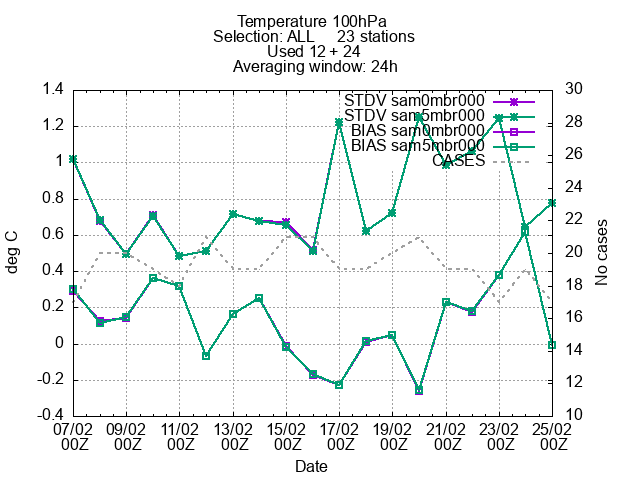 Temperature 100hPa
Selection: ALL 23 stations
Used 12 + 24
Averaging window: 24h
STDV sam0mbr000
STDV sam5mbr000
BIAS sam0mbr000
BIAS sam5mbr000
CASES
1.4
1.2
1
0.8
0.6
0.4
0.2
0
-0.2
-0.4
deg C
30
28
26
24
22
20
18
16
14
12
10
No cases
07/02 09/02 11/02 13/02 15/02 17/02 19/02 21/02 23/02 25/02
00Z 00Z 00Z 00Z 00Z 00Z 00Z 00Z 00Z 00Z
Date